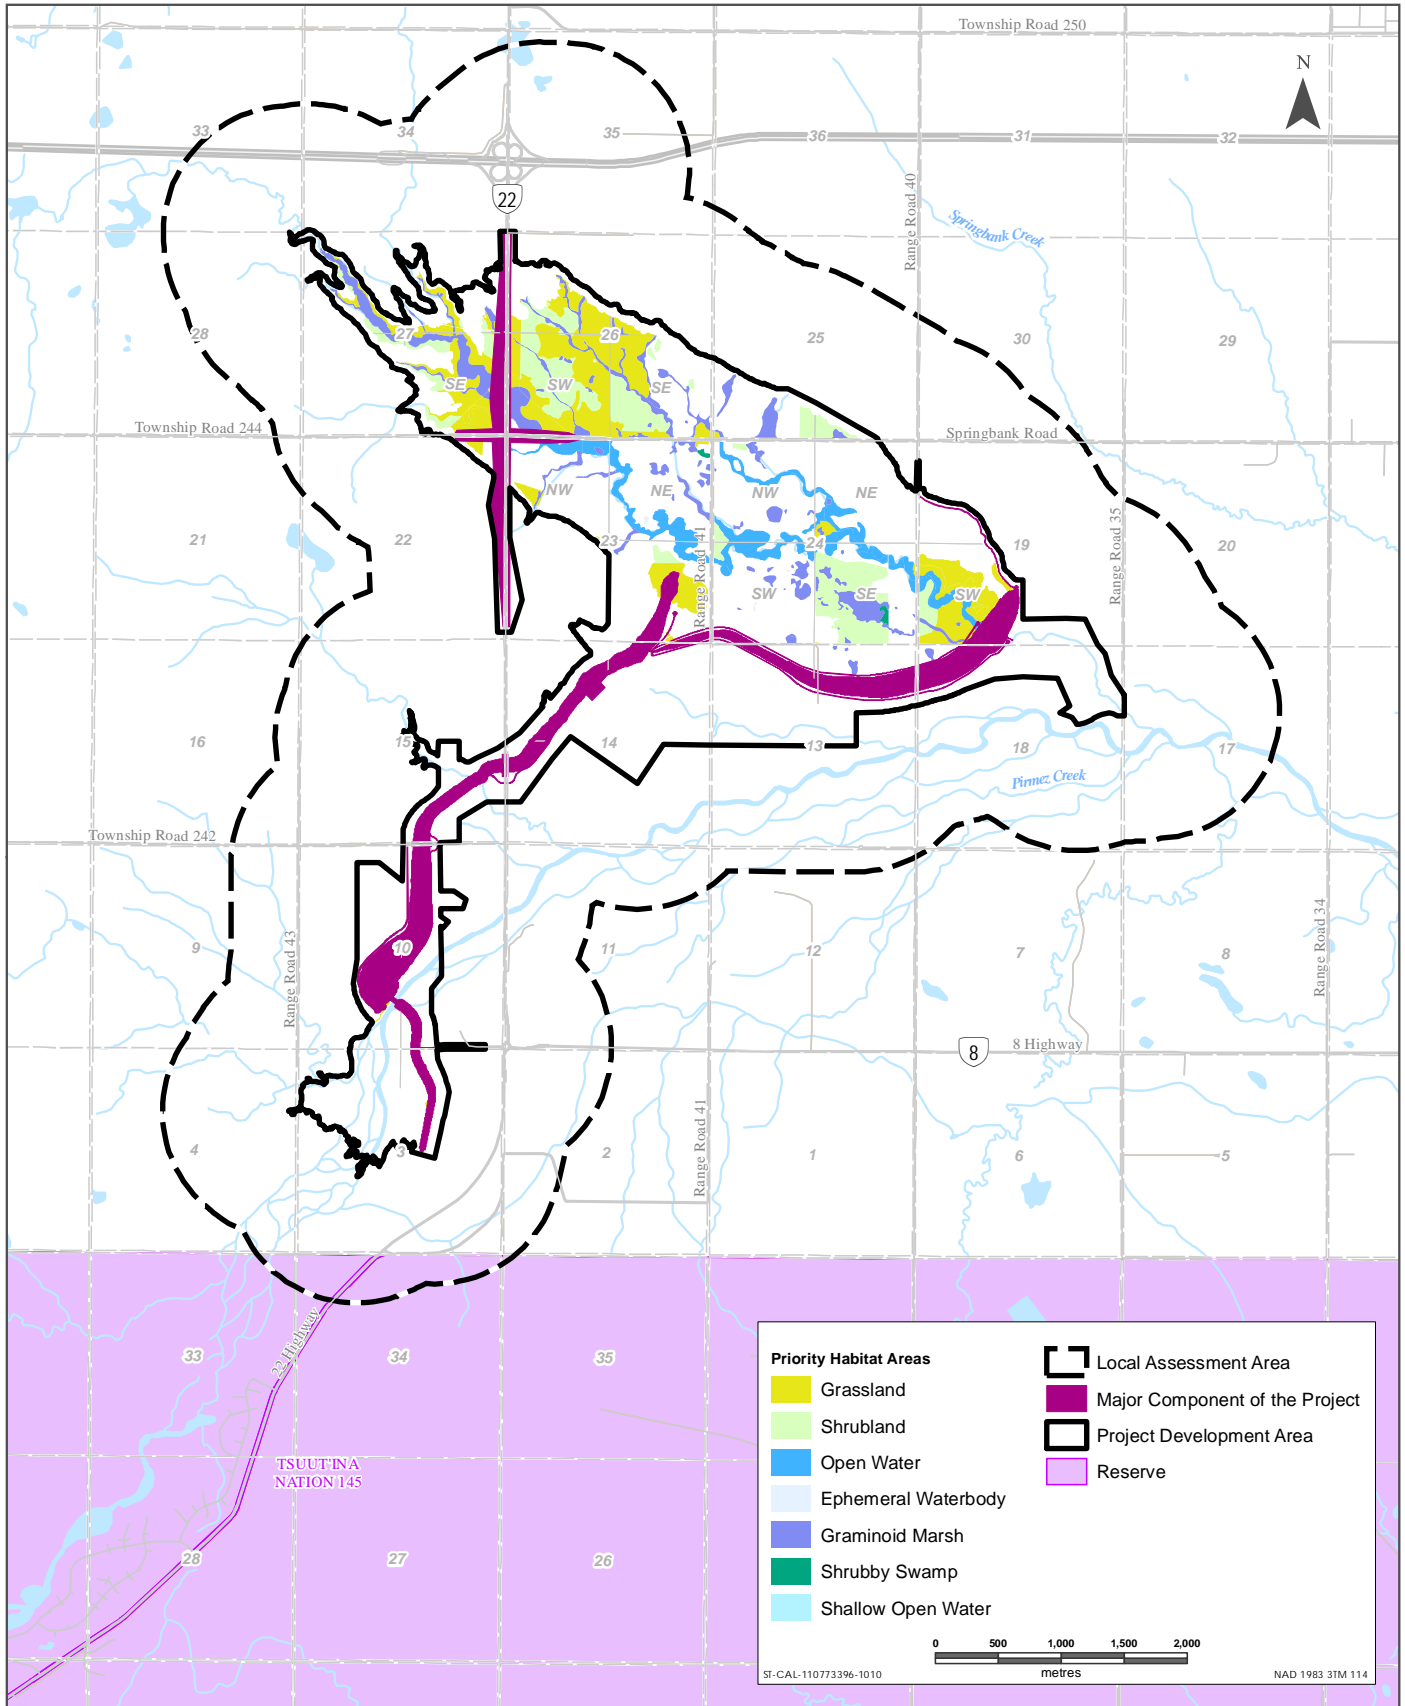 Township Road 250
N
33
34
35
36
31
32
22
Range Road 40
Springbank Creek
28
27
26
25
30
29
SE
SW
SE
Township Road 244
Springbank Road
NW
NE
NW
NE
21
22
23
24
19
20
Range Road 41
Range Road 35
SW
SE
SW
16
15
14
13
18
17
Pirmez Creek
Township Road 242
9
10
11
12
7
8
Range Road 43
Range Road 34
8
8 Highway
4
3
2
1
6
5
Range Road 41
33
34
35
22 Highway
TSUUT'INA
NATION 145
28
27
26
Priority Habitat Areas
Grassland
Shrubland
Open Water
Ephemeral Waterbody
Graminoid Marsh
Shrubby Swamp
Shallow Open Water
Local Assessment Area
Major Component of the Project
Project Development Area
Reserve
0 500 1,000 1,500 2,000
metres
ST-CAL-110773396-1010
NAD 1983 3TM 114